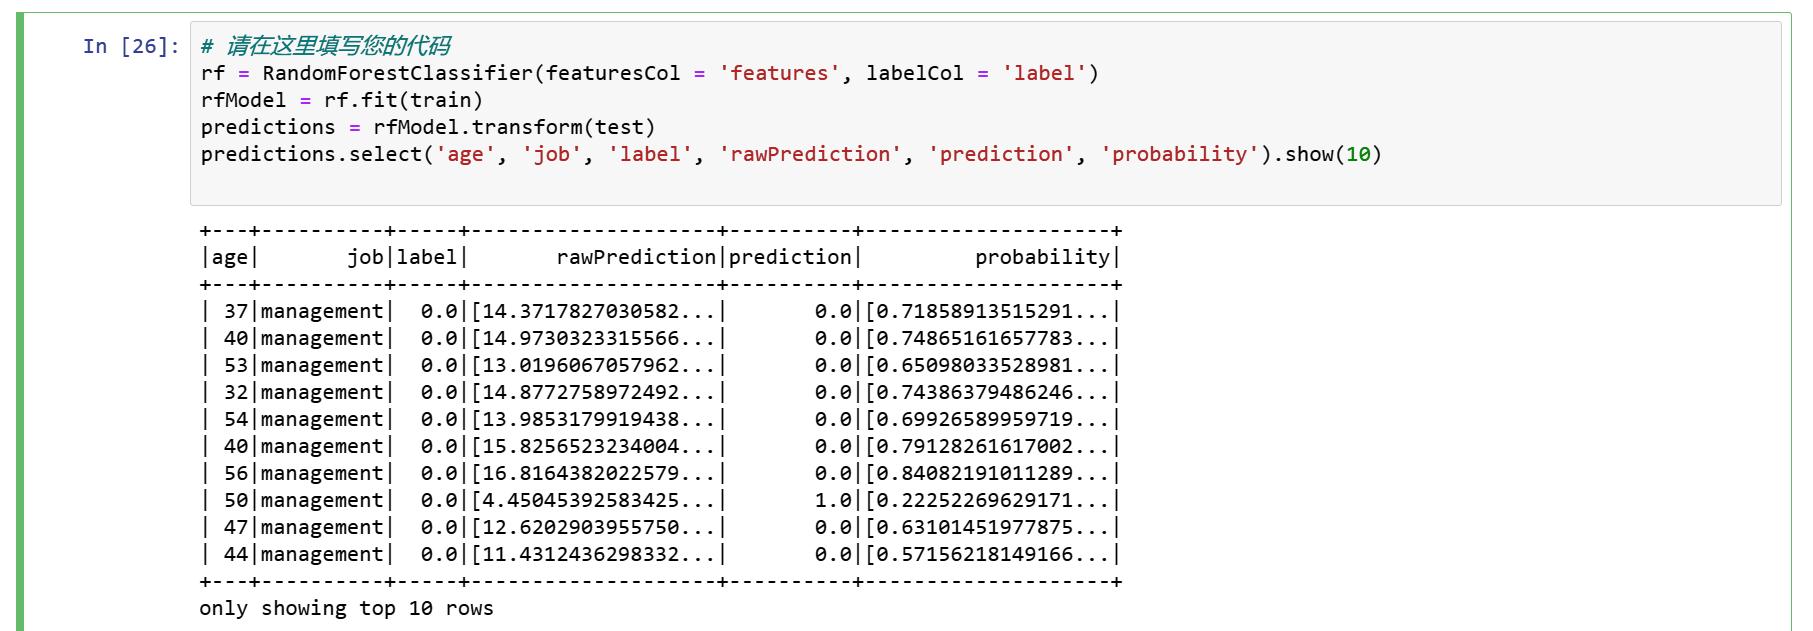 In [26]:
# 请在这里填写您的代码
rf = RandomForestClassifier(featuresCol = 'features', labelCol = 'label')
rfModel = rf.fit(train)
predictions = rfModel.transform(test)
predictions.select('age', 'job', 'label', 'rawPrediction', 'prediction', 'probability').show(10)
+---+----------+-----+--------------------+----------+--------------------+
|age|       job|label|       rawPrediction|prediction|         probability|
+---+----------+-----+--------------------+----------+--------------------+
| 37|management|  0.0|[14.3717827030582...|       0.0|[0.71858913515291...|
| 40|management|  0.0|[14.9730323315566...|       0.0|[0.74865161657783...|
| 53|management|  0.0|[13.0196067057962...|       0.0|[0.65098033528981...|
| 32|management|  0.0|[14.8772758972492...|       0.0|[0.74386379486246...|
| 54|management|  0.0|[13.9853179919438...|       0.0|[0.69926589959719...|
| 40|management|  0.0|[15.8256523234004...|       0.0|[0.79128261617002...|
| 56|management|  0.0|[16.8164382022579...|       0.0|[0.84082191011289...|
| 50|management|  0.0|[4.45045392583425...|       1.0|[0.22252269629171...|
| 47|management|  0.0|[12.6202903955750...|       0.0|[0.63101451977875...|
| 44|management|  0.0|[11.4312436298332...|       0.0|[0.57156218149166...|
+---+----------+-----+--------------------+----------+--------------------+
only showing top 10 rows